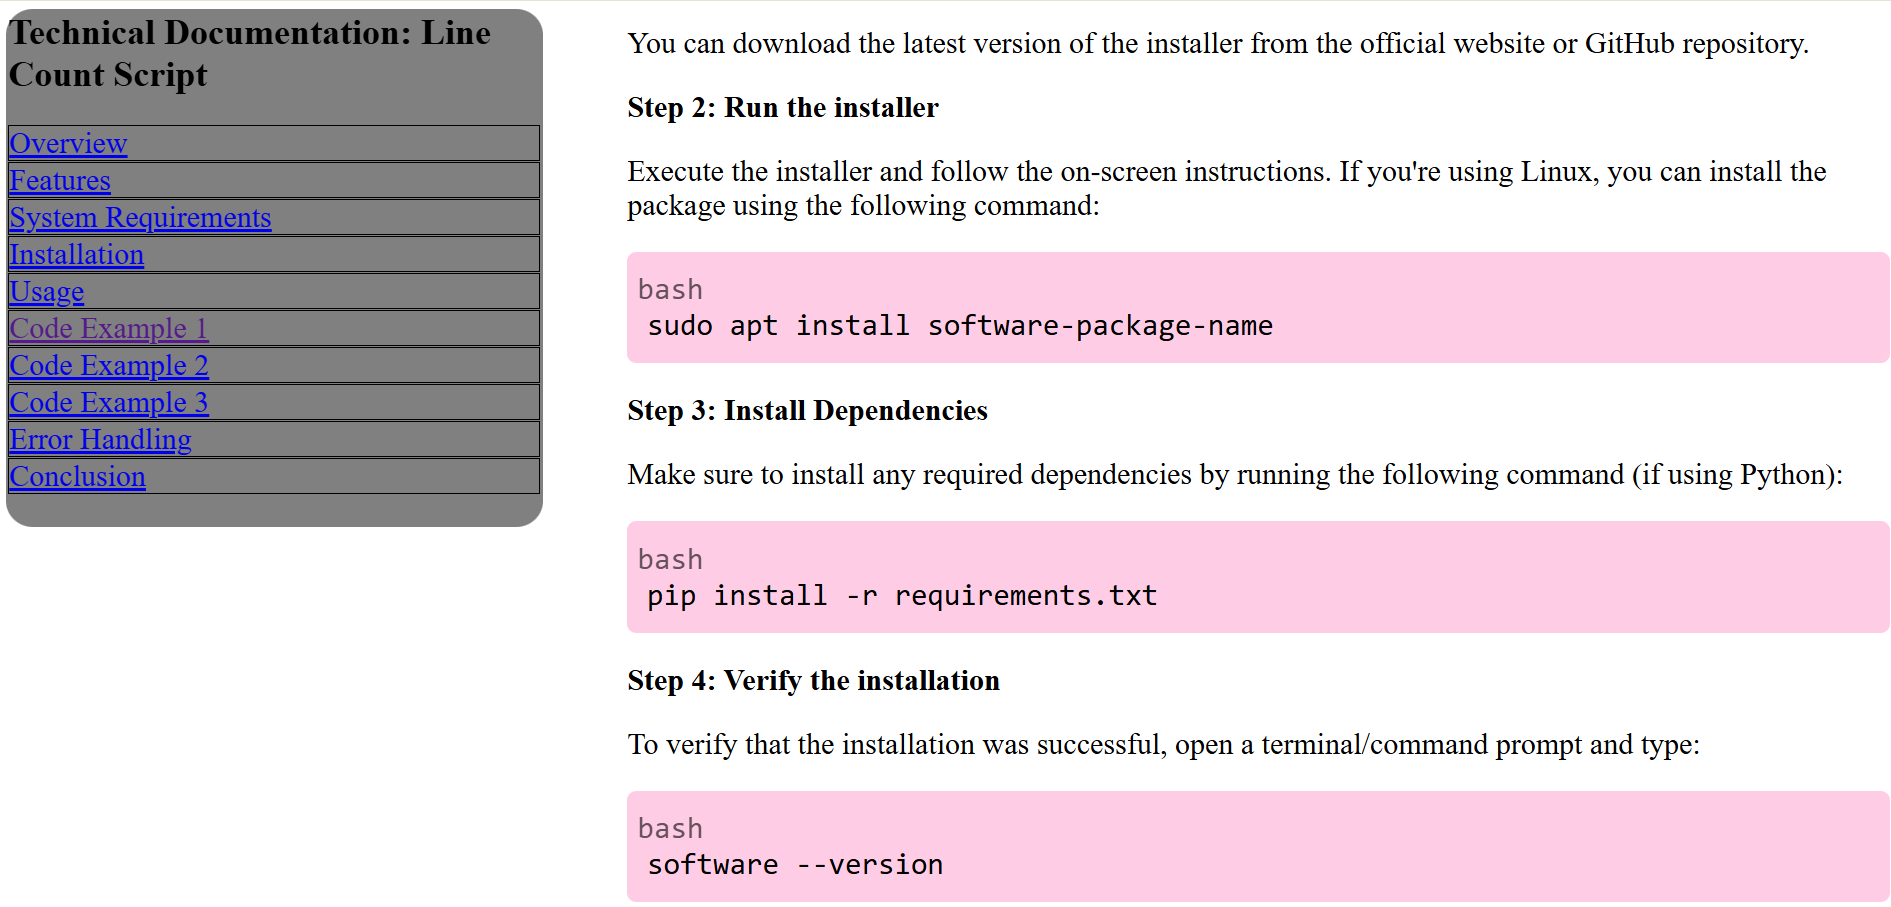 Technical Documentation: Line
Count Script
Overview
Features
System Requirements
Installation
Usage
Code Example 1
Code Example 2
Code Example 3
Error Handling
Conclusion
You can download the latest version of the installer from the official website or GitHub repository.
Step 2: Run the installer
Execute the installer and follow the on-screen instructions. If you're using Linux, you can install the
package using the following command:
bash
sudo apt install software-package-name
Step 3: Install Dependencies
Make sure to install any required dependencies by running the following command (if using Python):
bash
pip install -r requirements.txt
Step 4: Verify the installation
To verify that the installation was successful, open a terminal/command prompt and type:
bash
software --version